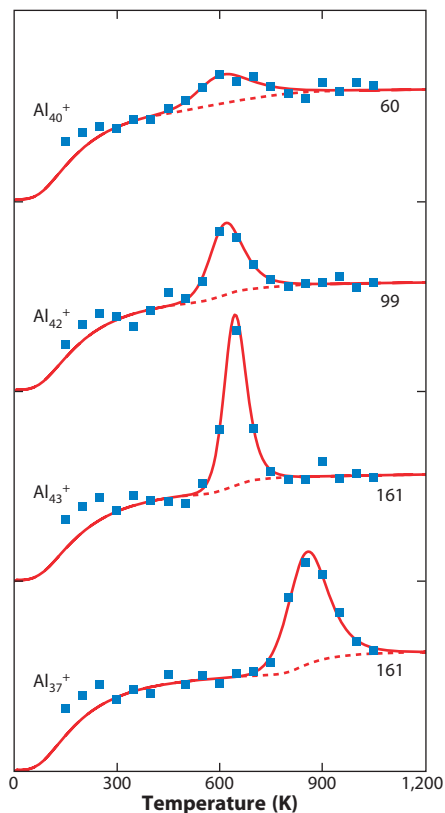 Al₄₀⁺
60
Al₄₂⁺
99
Al₄₃⁺
161
Al₃₇⁺
161
0 300 600 900 1,200
Temperature (K)